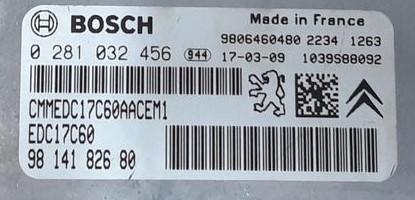 BOSCH
Made in France
9806460480 2234 1263
0 281 032 456 944 17-03-09 1039S88092
CMMEDC17C60AACEM1
EDC17C60
98 141 826 80